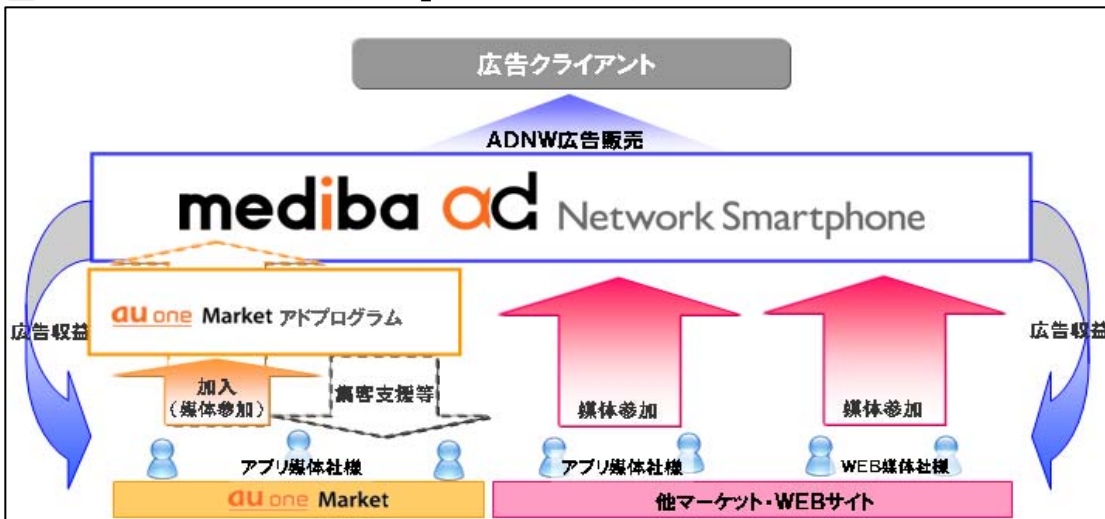 広告クライアント
ADNW広告販売
mediba ad Network Smartphone
au one Market アドプログラム
広告収益
広告収益
加入
(媒体参加)
集客支援等
媒体参加
媒体参加
アプリ媒体社様
アプリ媒体社様
WEB媒体社様
au one Market
他マーケット・WEBサイト